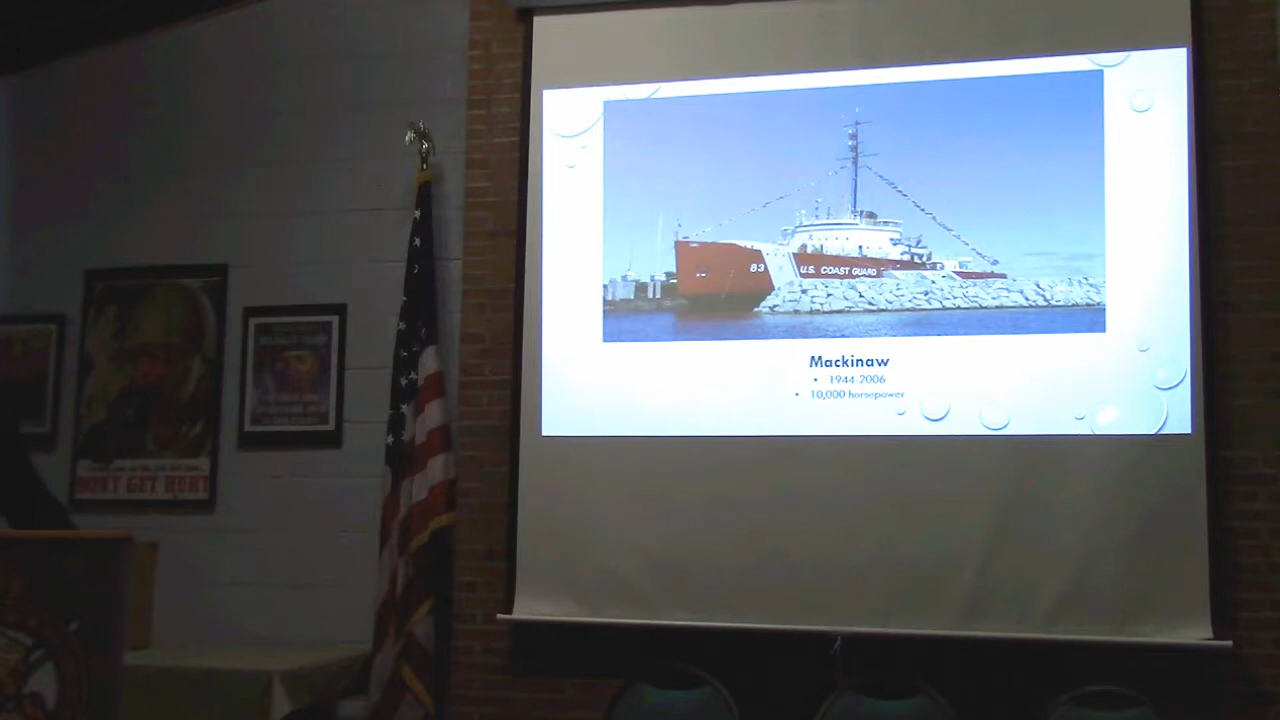 83
U.S. COAST GUARD
Mackinaw
• 1944-2006
• 10,000 horsepower
DON'T GET HURT